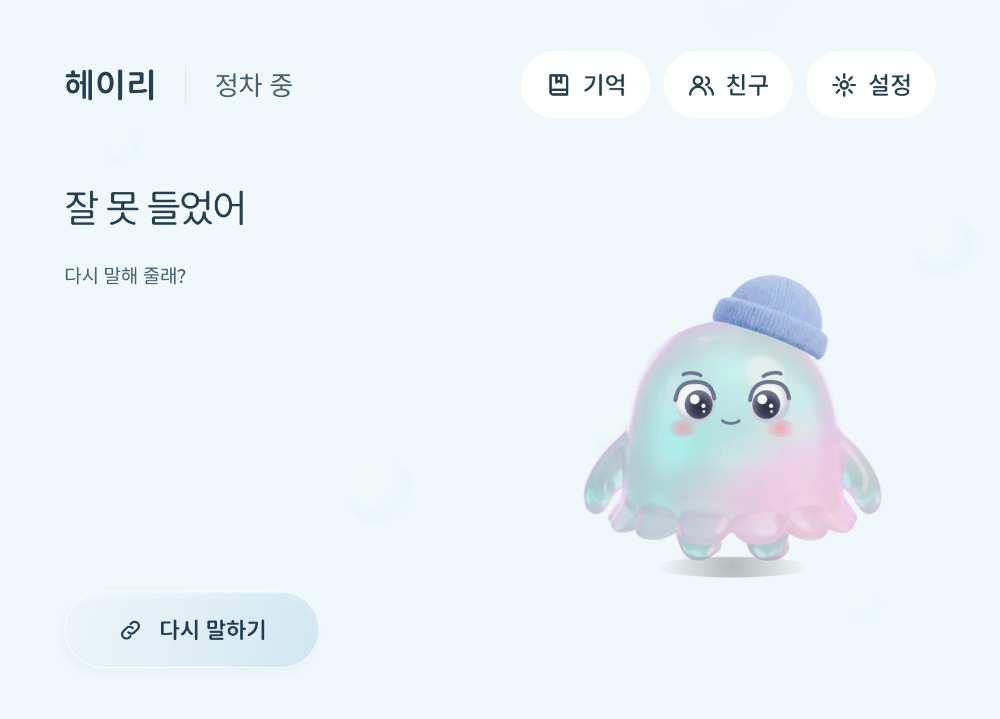 헤이리
정차 중
기억
친구
설정
잘 못 들었어
다시 말해 줄래?
다시 말하기